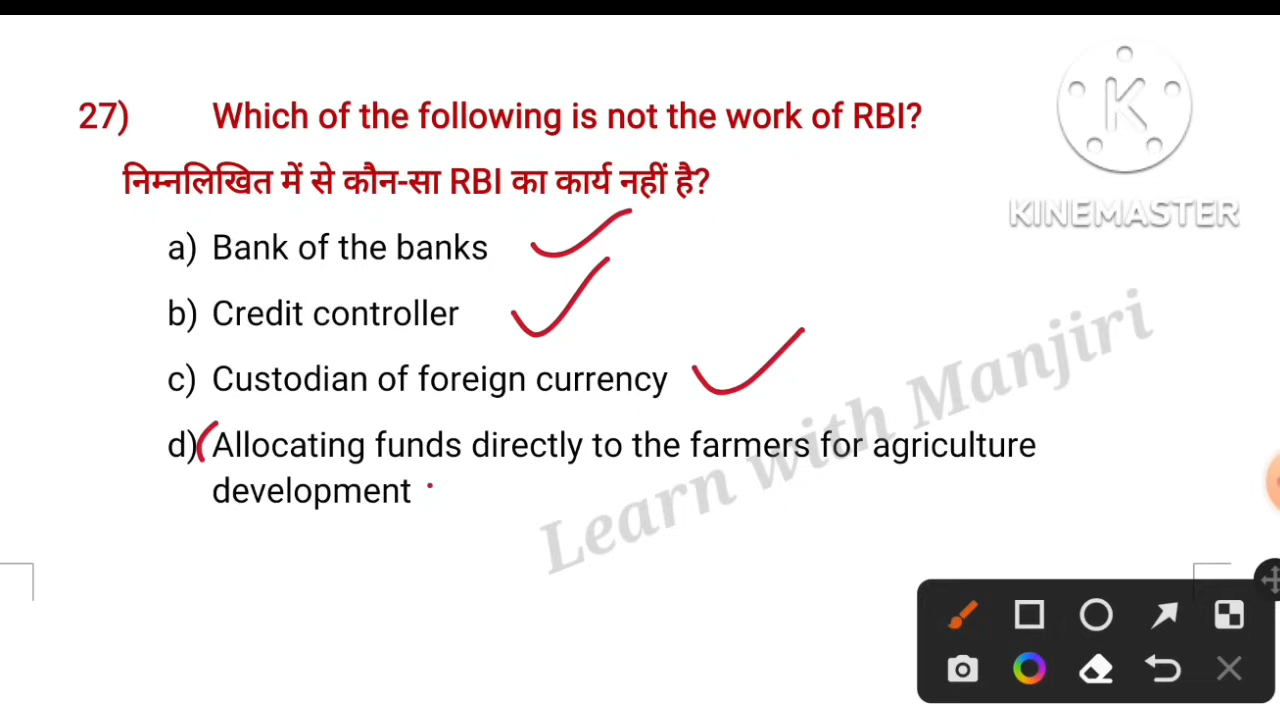 27) Which of the following is not the work of RBI?
निम्नलिखित में से कौन-सा RBI का कार्य नहीं है?
a) Bank of the banks
b) Credit controller
c) Custodian of foreign currency
d) Allocating funds directly to the farmers for agriculture
development
K
KINEMASTER
Learn with Manjiri